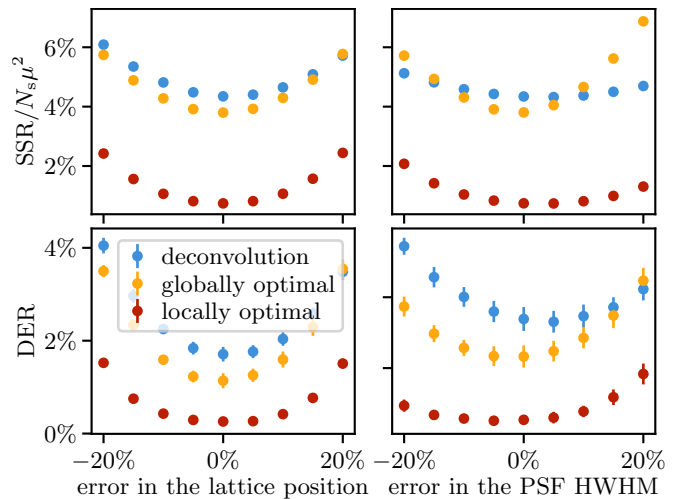 6%
4%
2%
SSR/Nₛμ²
4%
2%
0%
DER
deconvolution
globally optimal
locally optimal
−20% 0% 20%
−20% 0% 20%
error in the lattice position
error in the PSF HWHM